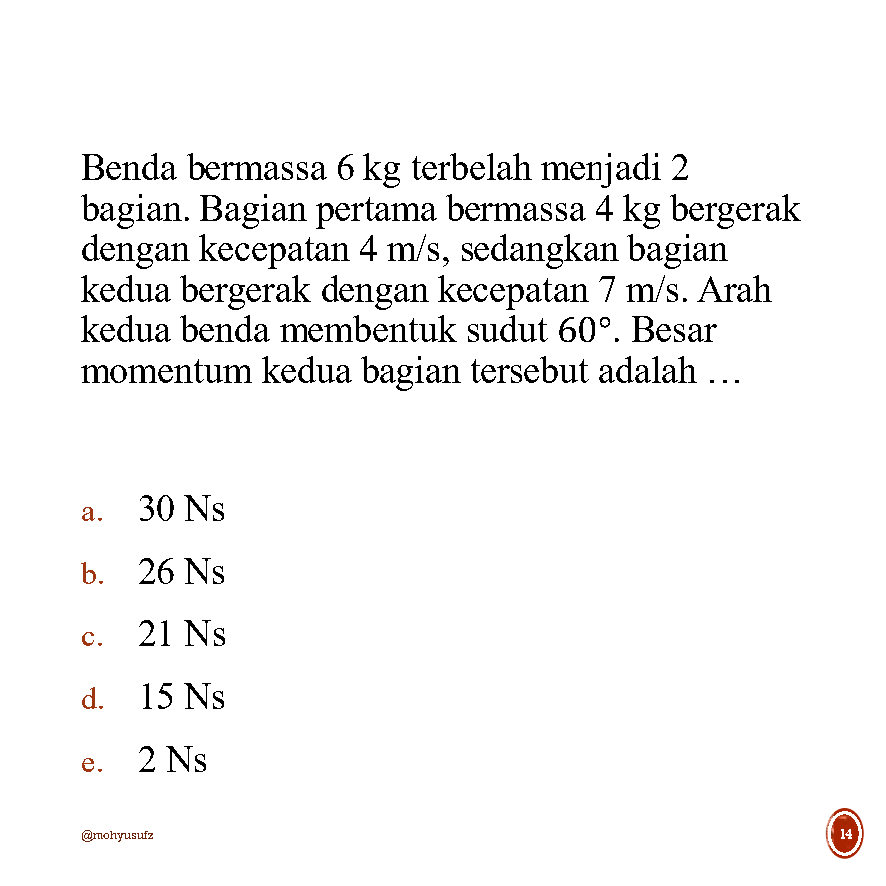 Benda bermassa 6 kg terbelah menjadi 2
bagian. Bagian pertama bermassa 4 kg bergerak
dengan kecepatan 4 m/s, sedangkan bagian
kedua bergerak dengan kecepatan 7 m/s. Arah
kedua benda membentuk sudut 60°. Besar
momentum kedua bagian tersebut adalah …
a. 30 Ns
b. 26 Ns
c. 21 Ns
d. 15 Ns
e. 2 Ns
@mohyusufz
14